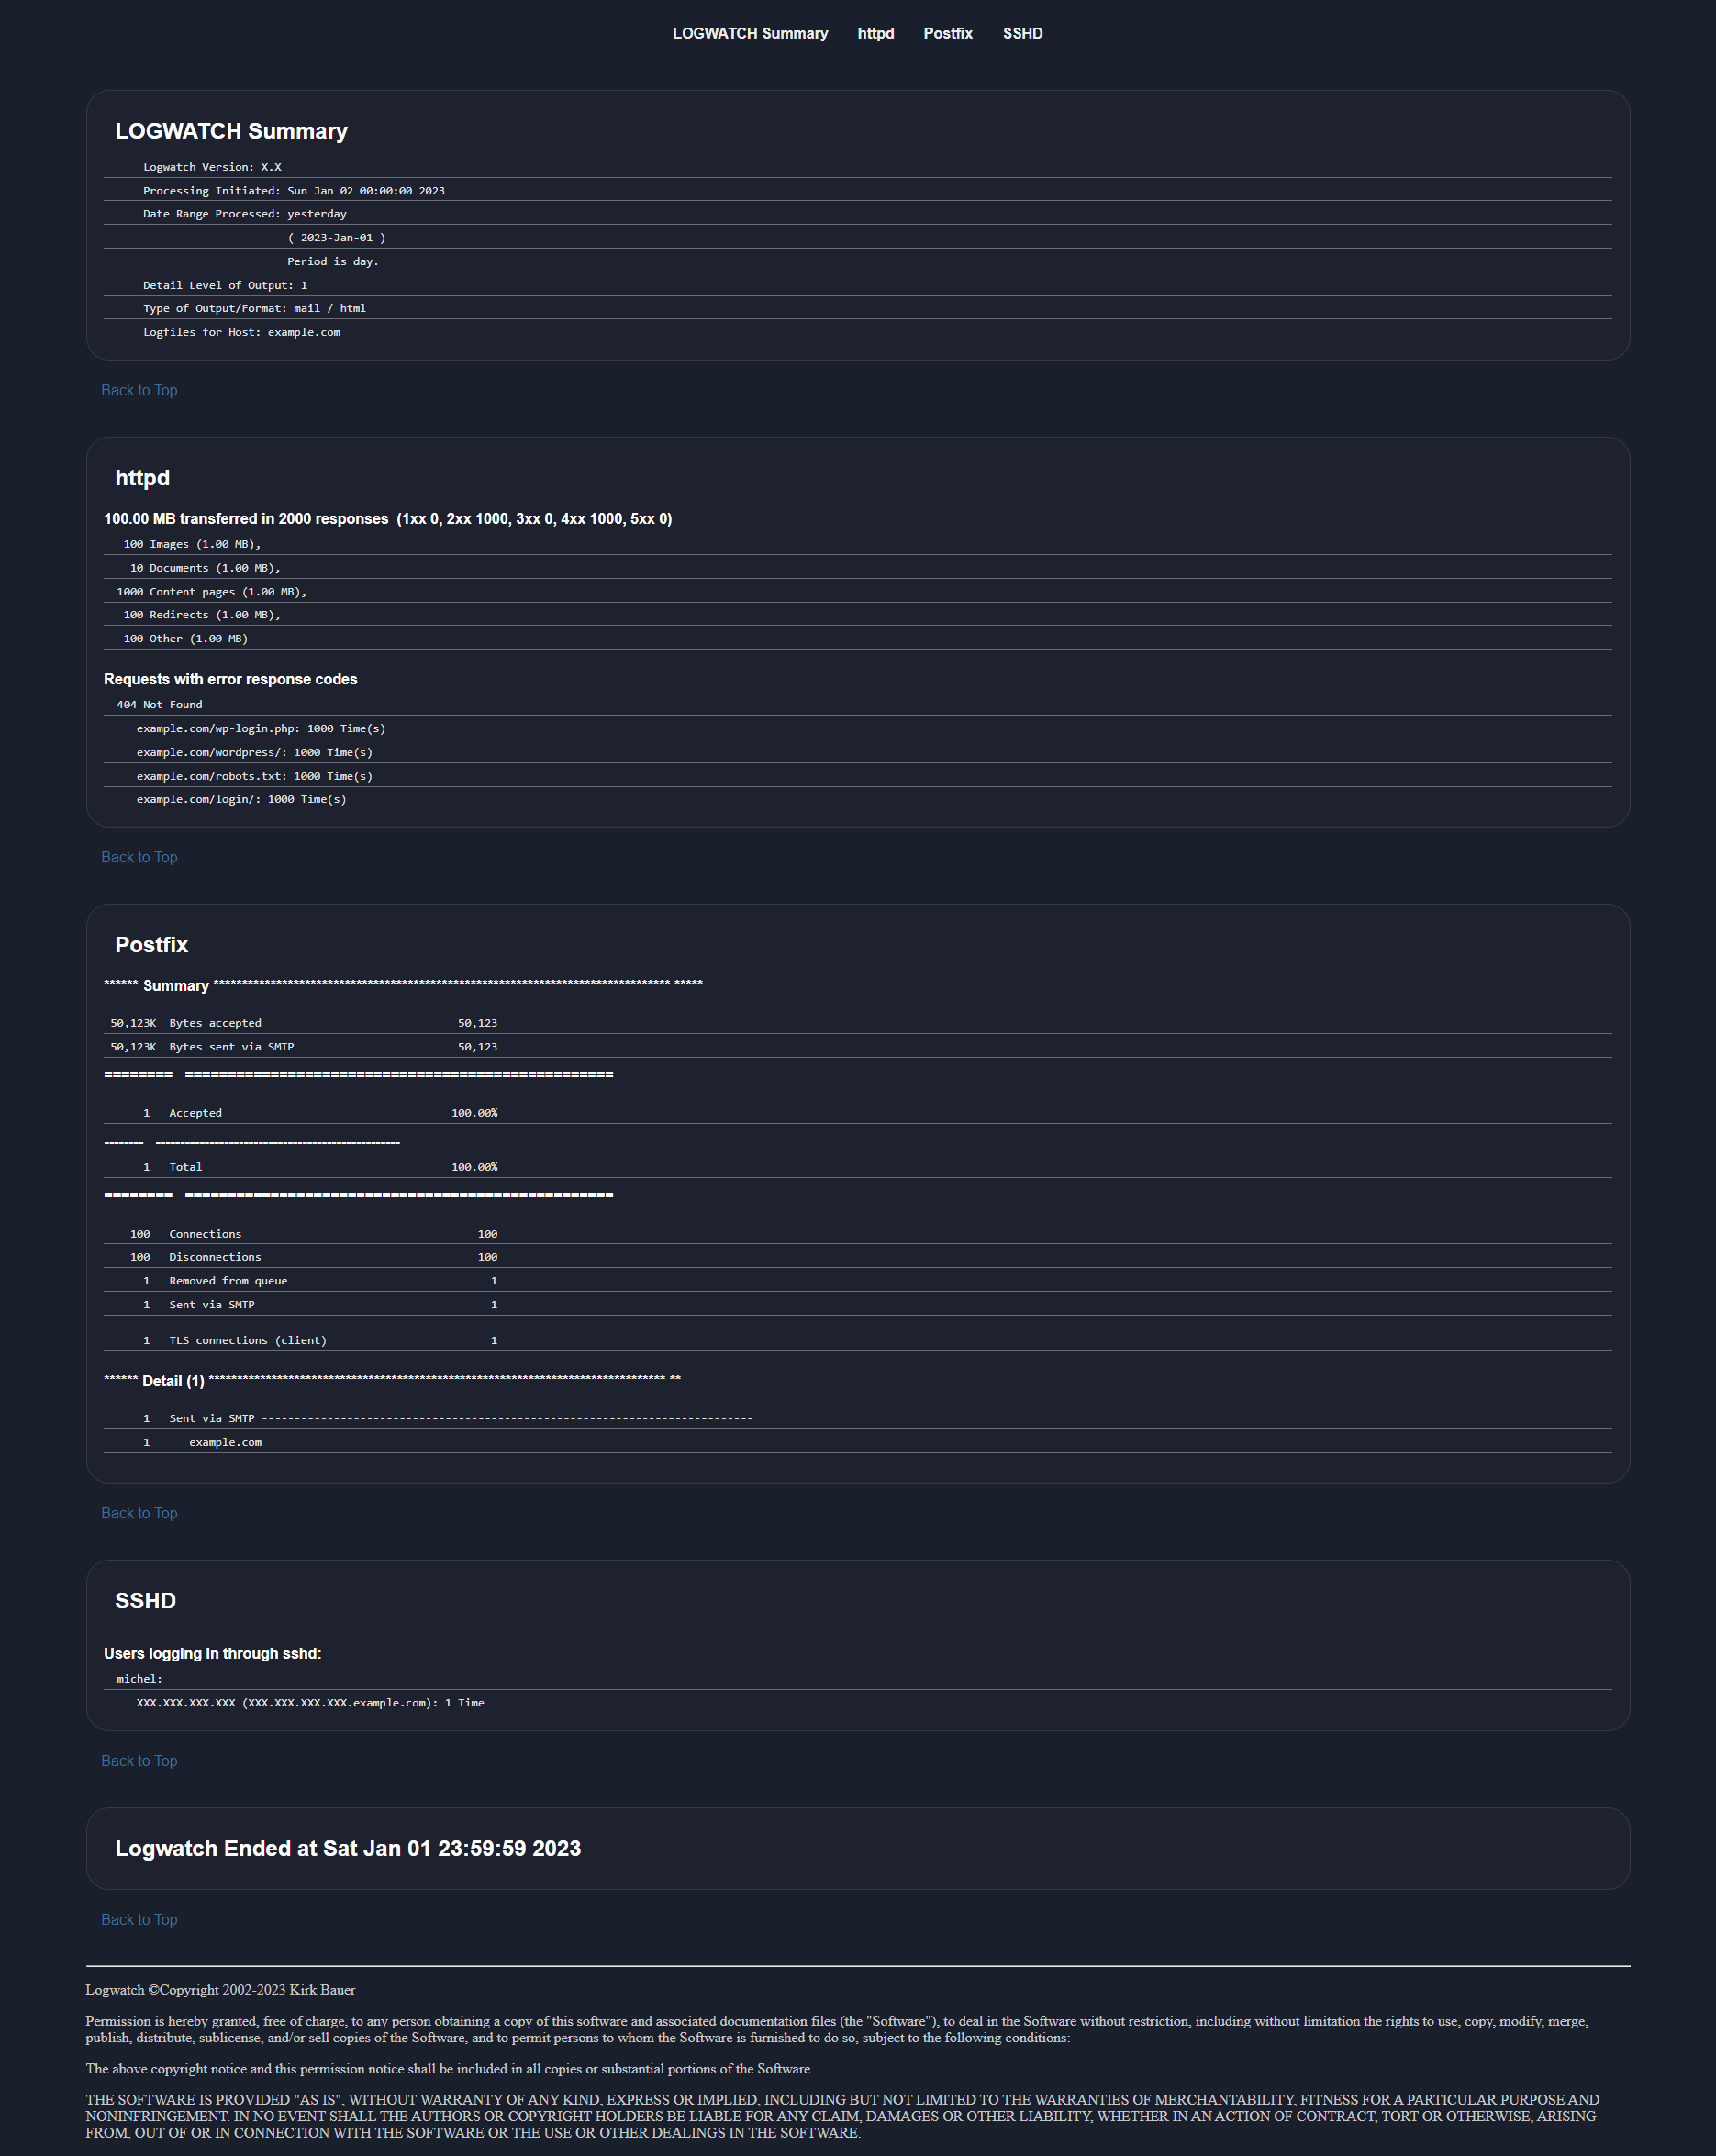 LOGWATCH Summary httpd Postfix SSHD
LOGWATCH Summary
Logwatch Version: X.X
Processing Initiated: Sun Jan 02 00:00:00 2023
Date Range Processed: yesterday
( 2023-Jan-01 )
Period is day.
Detail Level of Output: 1
Type of Output/Format: mail / html
Logfiles for Host: example.com
Back to Top
httpd
100.00 MB transferred in 2000 responses  (1xx 0, 2xx 1000, 3xx 0, 4xx 1000, 5xx 0)
100 Images (1.00 MB),
10 Documents (1.00 MB),
1000 Content pages (1.00 MB),
100 Redirects (1.00 MB),
100 Other (1.00 MB)
Requests with error response codes
404 Not Found
example.com/wp-login.php: 1000 Time(s)
example.com/wordpress/: 1000 Time(s)
example.com/robots.txt: 1000 Time(s)
example.com/login/: 1000 Time(s)
Back to Top
Postfix
****** Summary ******************************************************************************** *****
50,123K  Bytes accepted                              50,123
50,123K  Bytes sent via SMTP                         50,123
========   ==================================================
1   Accepted                                   100.00%
--------   --------------------------------------------------
1   Total                                      100.00%
========   ==================================================
100   Connections                                    100
100   Disconnections                                 100
1   Removed from queue                               1
1   Sent via SMTP                                    1
1   TLS connections (client)                         1
****** Detail (1) ******************************************************************************** **
1   Sent via SMTP ---------------------------------------------------------------------------
1      example.com
Back to Top
SSHD
Users logging in through sshd:
michel:
XXX.XXX.XXX.XXX (XXX.XXX.XXX.XXX.example.com): 1 Time
Back to Top
Logwatch Ended at Sat Jan 01 23:59:59 2023
Back to Top
Logwatch ©Copyright 2002-2023 Kirk Bauer
Permission is hereby granted, free of charge, to any person obtaining a copy of this software and associated documentation files (the "Software"), to deal in the Software without restriction, including without limitation the rights to use, copy, modify, merge,
publish, distribute, sublicense, and/or sell copies of the Software, and to permit persons to whom the Software is furnished to do so, subject to the following conditions:
The above copyright notice and this permission notice shall be included in all copies or substantial portions of the Software.
THE SOFTWARE IS PROVIDED "AS IS", WITHOUT WARRANTY OF ANY KIND, EXPRESS OR IMPLIED, INCLUDING BUT NOT LIMITED TO THE WARRANTIES OF MERCHANTABILITY, FITNESS FOR A PARTICULAR PURPOSE AND
NONINFRINGEMENT. IN NO EVENT SHALL THE AUTHORS OR COPYRIGHT HOLDERS BE LIABLE FOR ANY CLAIM, DAMAGES OR OTHER LIABILITY, WHETHER IN AN ACTION OF CONTRACT, TORT OR OTHERWISE, ARISING
FROM, OUT OF OR IN CONNECTION WITH THE SOFTWARE OR THE USE OR OTHER DEALINGS IN THE SOFTWARE.